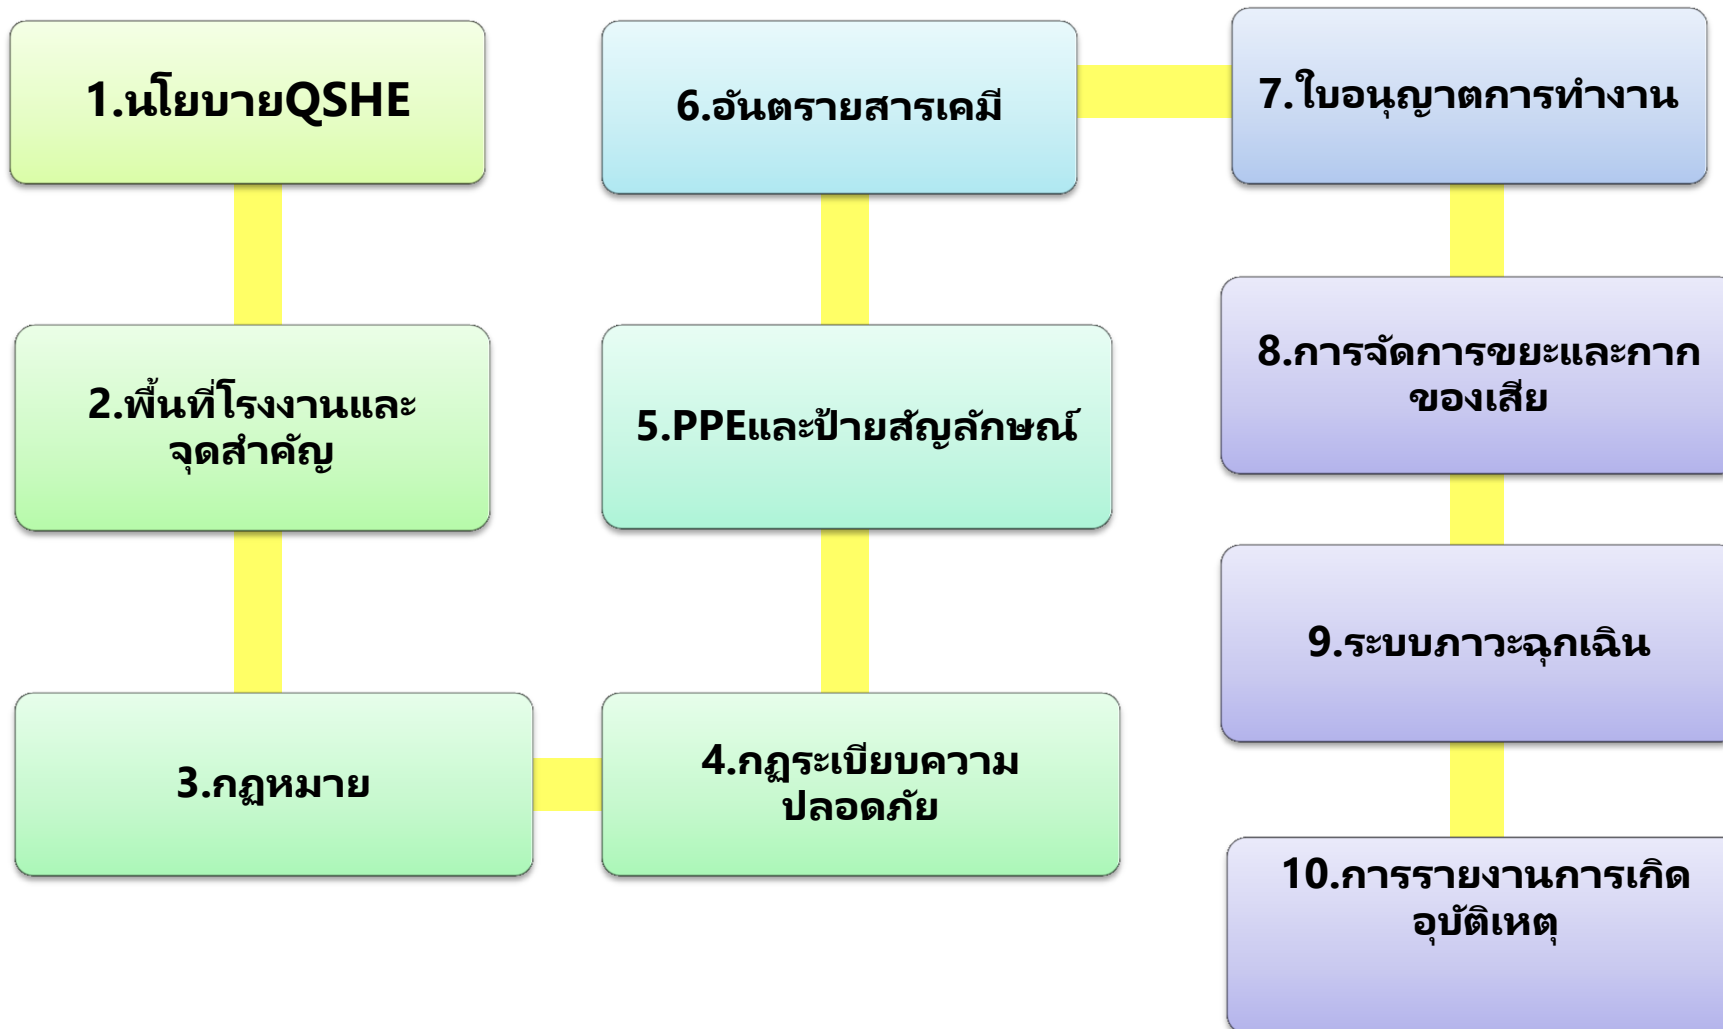 1.นโยบายQSHE
2.พื้นที่โรงงานและ
จุดสำคัญ
3.กฎหมาย
4.กฎระเบียบความ
ปลอดภัย
5.PPEและป้ายสัญลักษณ์
6.อันตรายสารเคมี
7.ใบอนุญาตการทำงาน
8.การจัดการขยะและกาก
ของเสีย
9.ระบบภาวะฉุกเฉิน
10.การรายงานการเกิด
อุบัติเหตุ